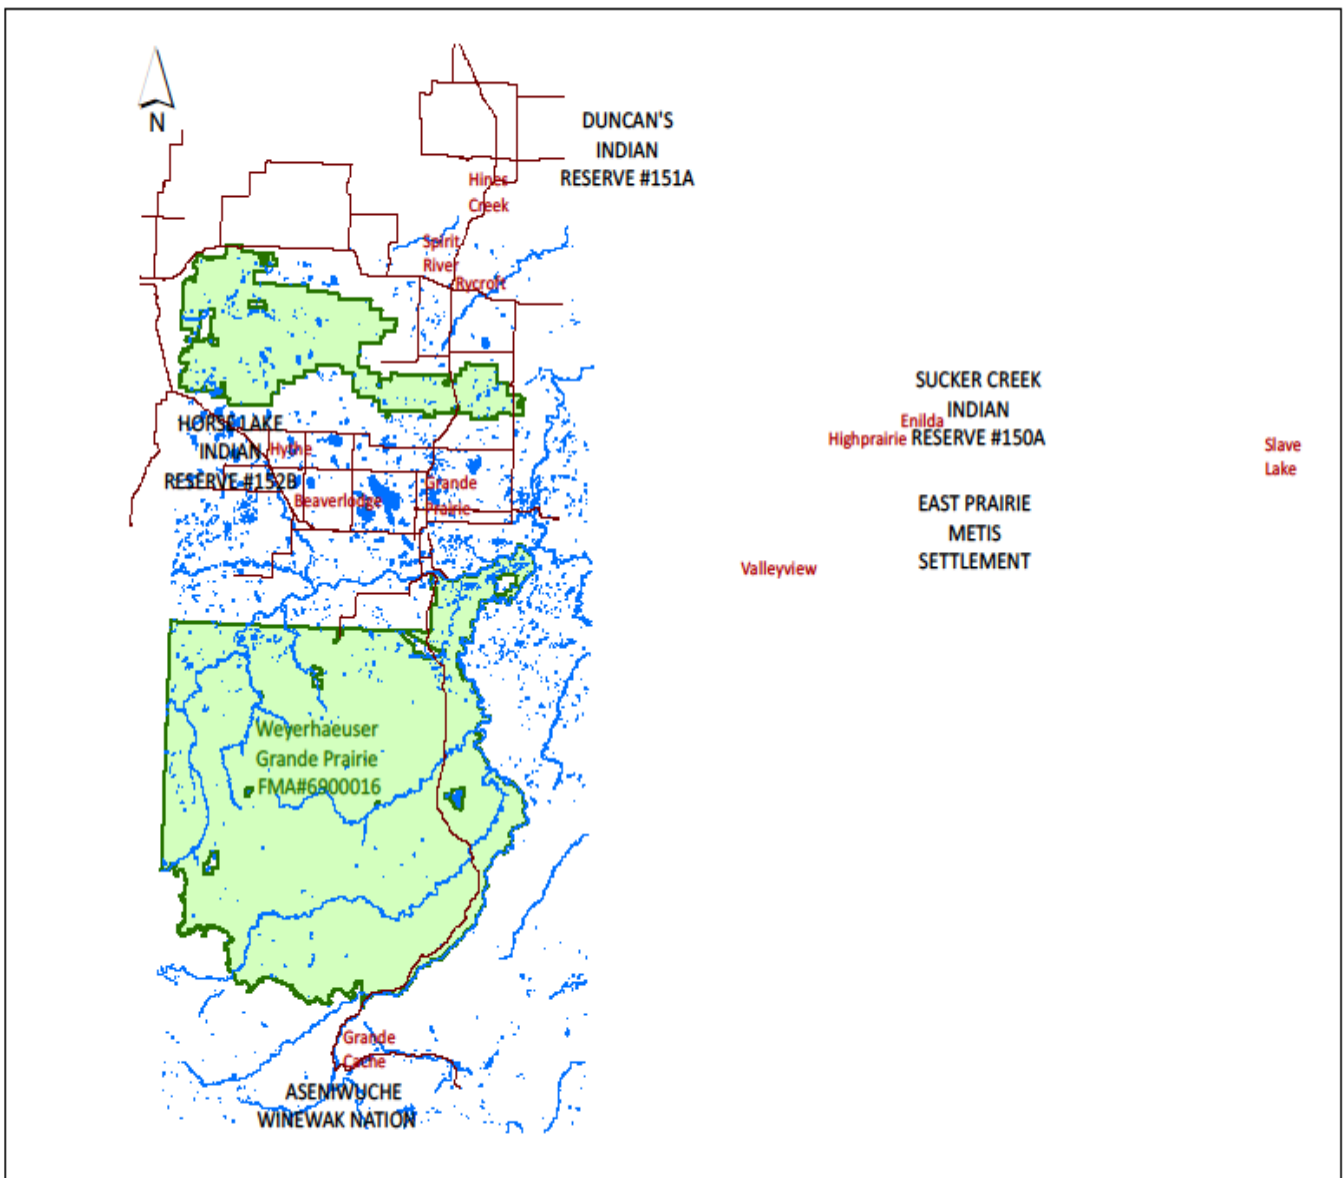 N
DUNCAN'S
INDIAN
RESERVE #151A
Hines
Creek
Spirit
River
Rycroft
SUCKER CREEK
INDIAN
RESERVE #150A
Enilda
Highprairie
Slave
Lake
HORSE LAKE
INDIAN
RESERVE #152B
Hythe
Beaverlodge
Grande
Prairie
EAST PRAIRIE
METIS
SETTLEMENT
Valleyview
Weyerhaeuser
Grande Prairie
FMA#6900016
Grande
Cache
ASENIWUCHE
WINEWAK NATION